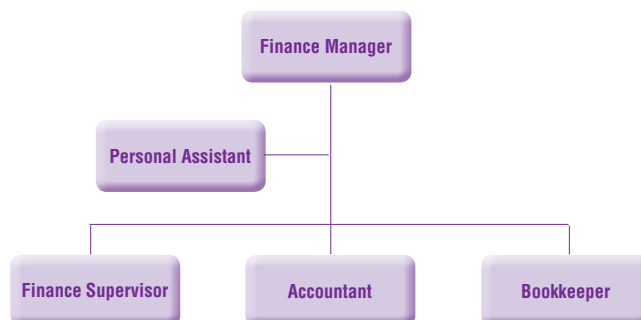 Finance Manager
Personal Assistant
Finance Supervisor
Accountant
Bookkeeper